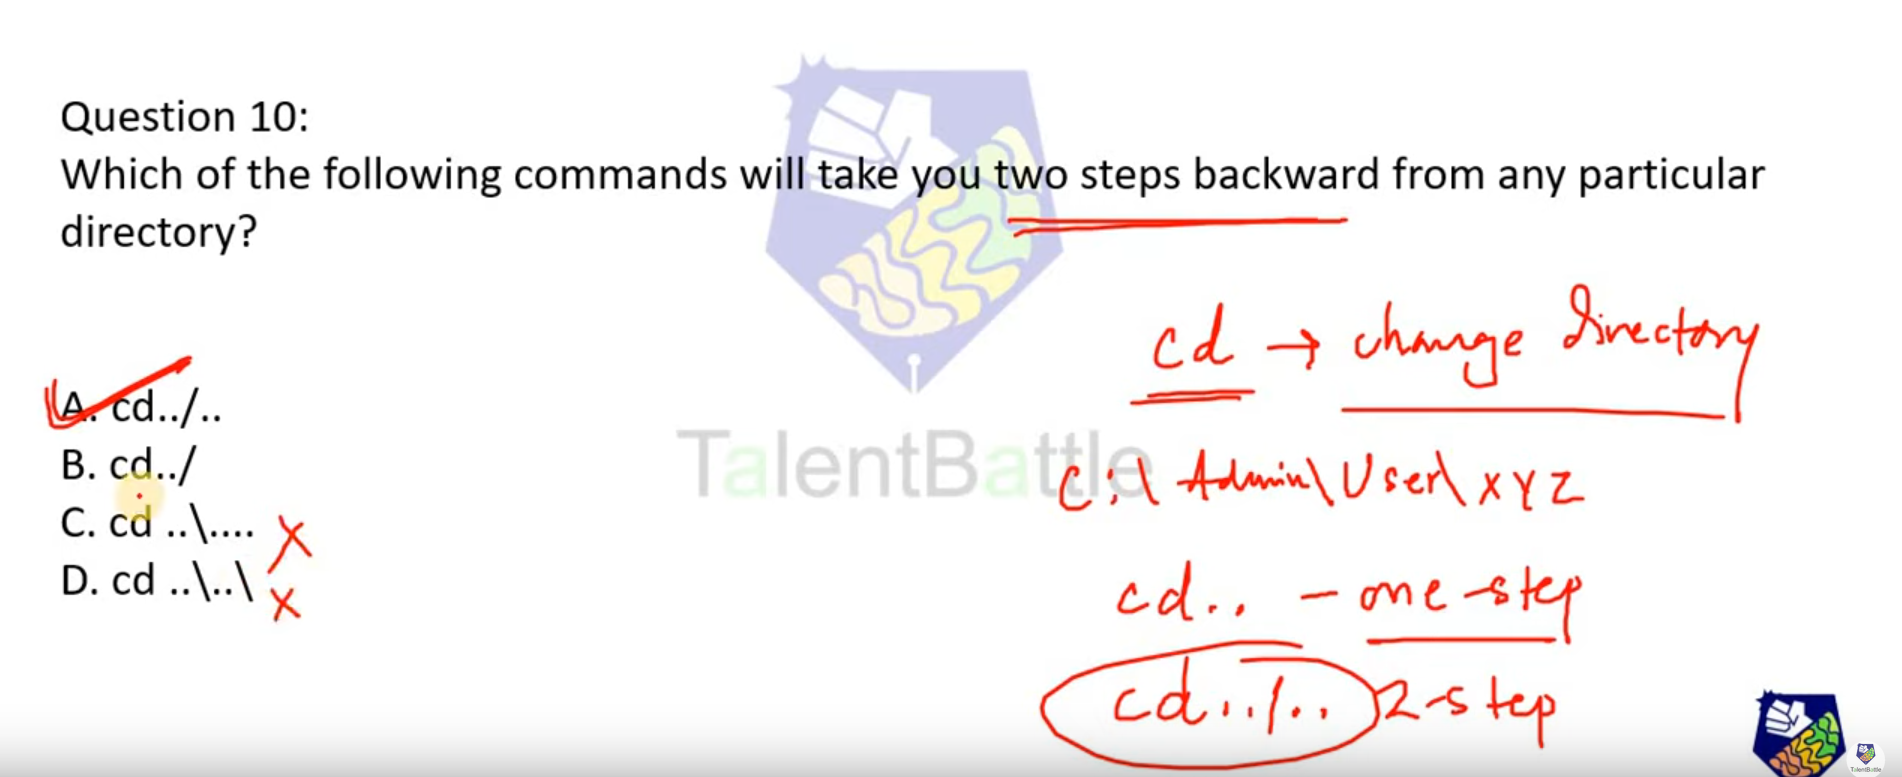 Question 10:
Which of the following commands will take you two steps backward from any particular
directory?
cd → change directory
A. cd../..
B. cd../
C. cd ..\....
D. cd ..\..\
TalentBattle
C:\ Admin\User\XYZ
cd.. - one-step
cd../.. 2-step
TalentBattle